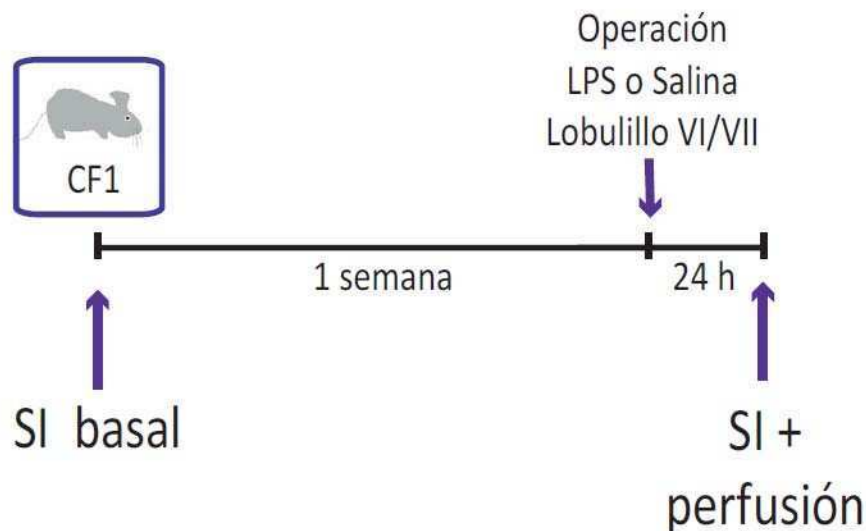 Operación
LPS o Salina
Lobulillo VI/VII
CF1
1 semana
24 h
SI basal
SI +
perfusión